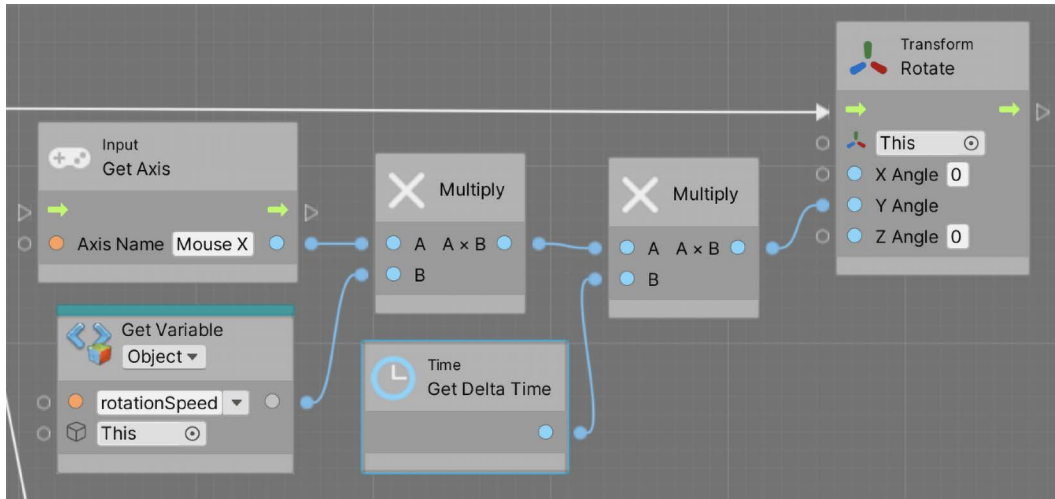 Transform
Rotate
This
X Angle 0
Y Angle
Z Angle 0
Input
Get Axis
Axis Name Mouse X
Multiply
A A × B
B
Multiply
A A × B
B
Get Variable
Object
rotationSpeed
This
Time
Get Delta Time